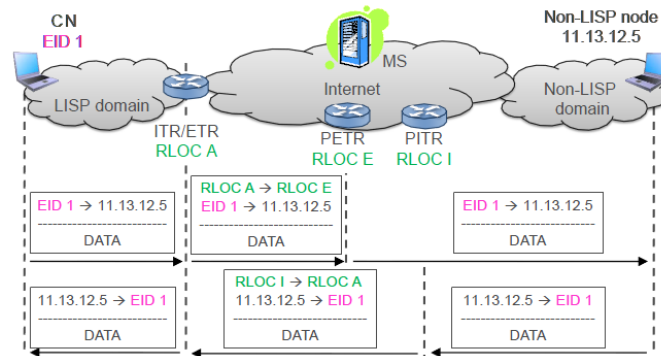 CN
EID 1
Non-LISP node
11.13.12.5
MS
Internet
LISP domain
Non-LISP
domain
ITR/ETR
RLOC A
PETR
RLOC E
PITR
RLOC I
EID 1 → 11.13.12.5
DATA
RLOC A → RLOC E
EID 1 → 11.13.12.5
DATA
EID 1 → 11.13.12.5
DATA
11.13.12.5 → EID 1
DATA
RLOC I → RLOC A
11.13.12.5 → EID 1
DATA
11.13.12.5 → EID 1
DATA